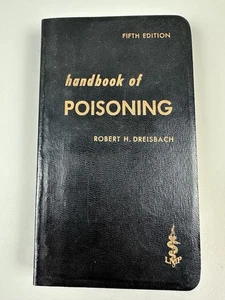 FIFTH EDITION
handbook of
POISONING
ROBERT H. DREISBACH
LMP